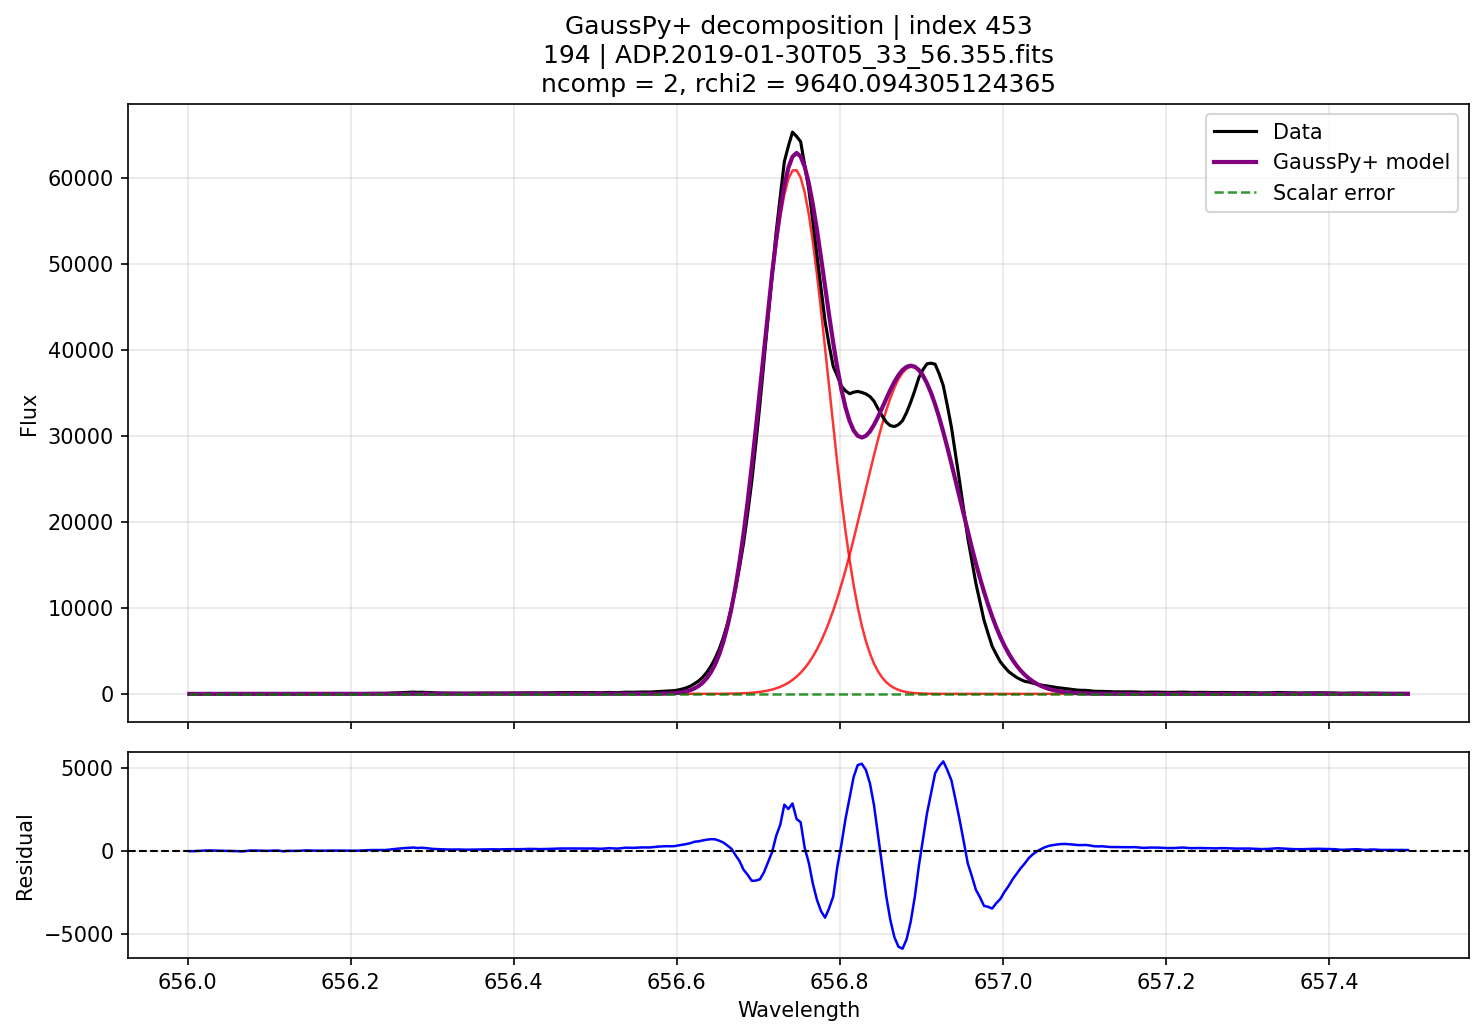 GaussPy+ decomposition | index 453
194 | ADP.2019-01-30T05_33_56.355.fits
ncomp = 2, rchi2 = 9640.094305124365
Data
GaussPy+ model
Scalar error
Flux
60000
50000
40000
30000
20000
10000
0
Residual
5000
0
−5000
656.0
656.2
656.4
656.6
656.8
657.0
657.2
657.4
Wavelength